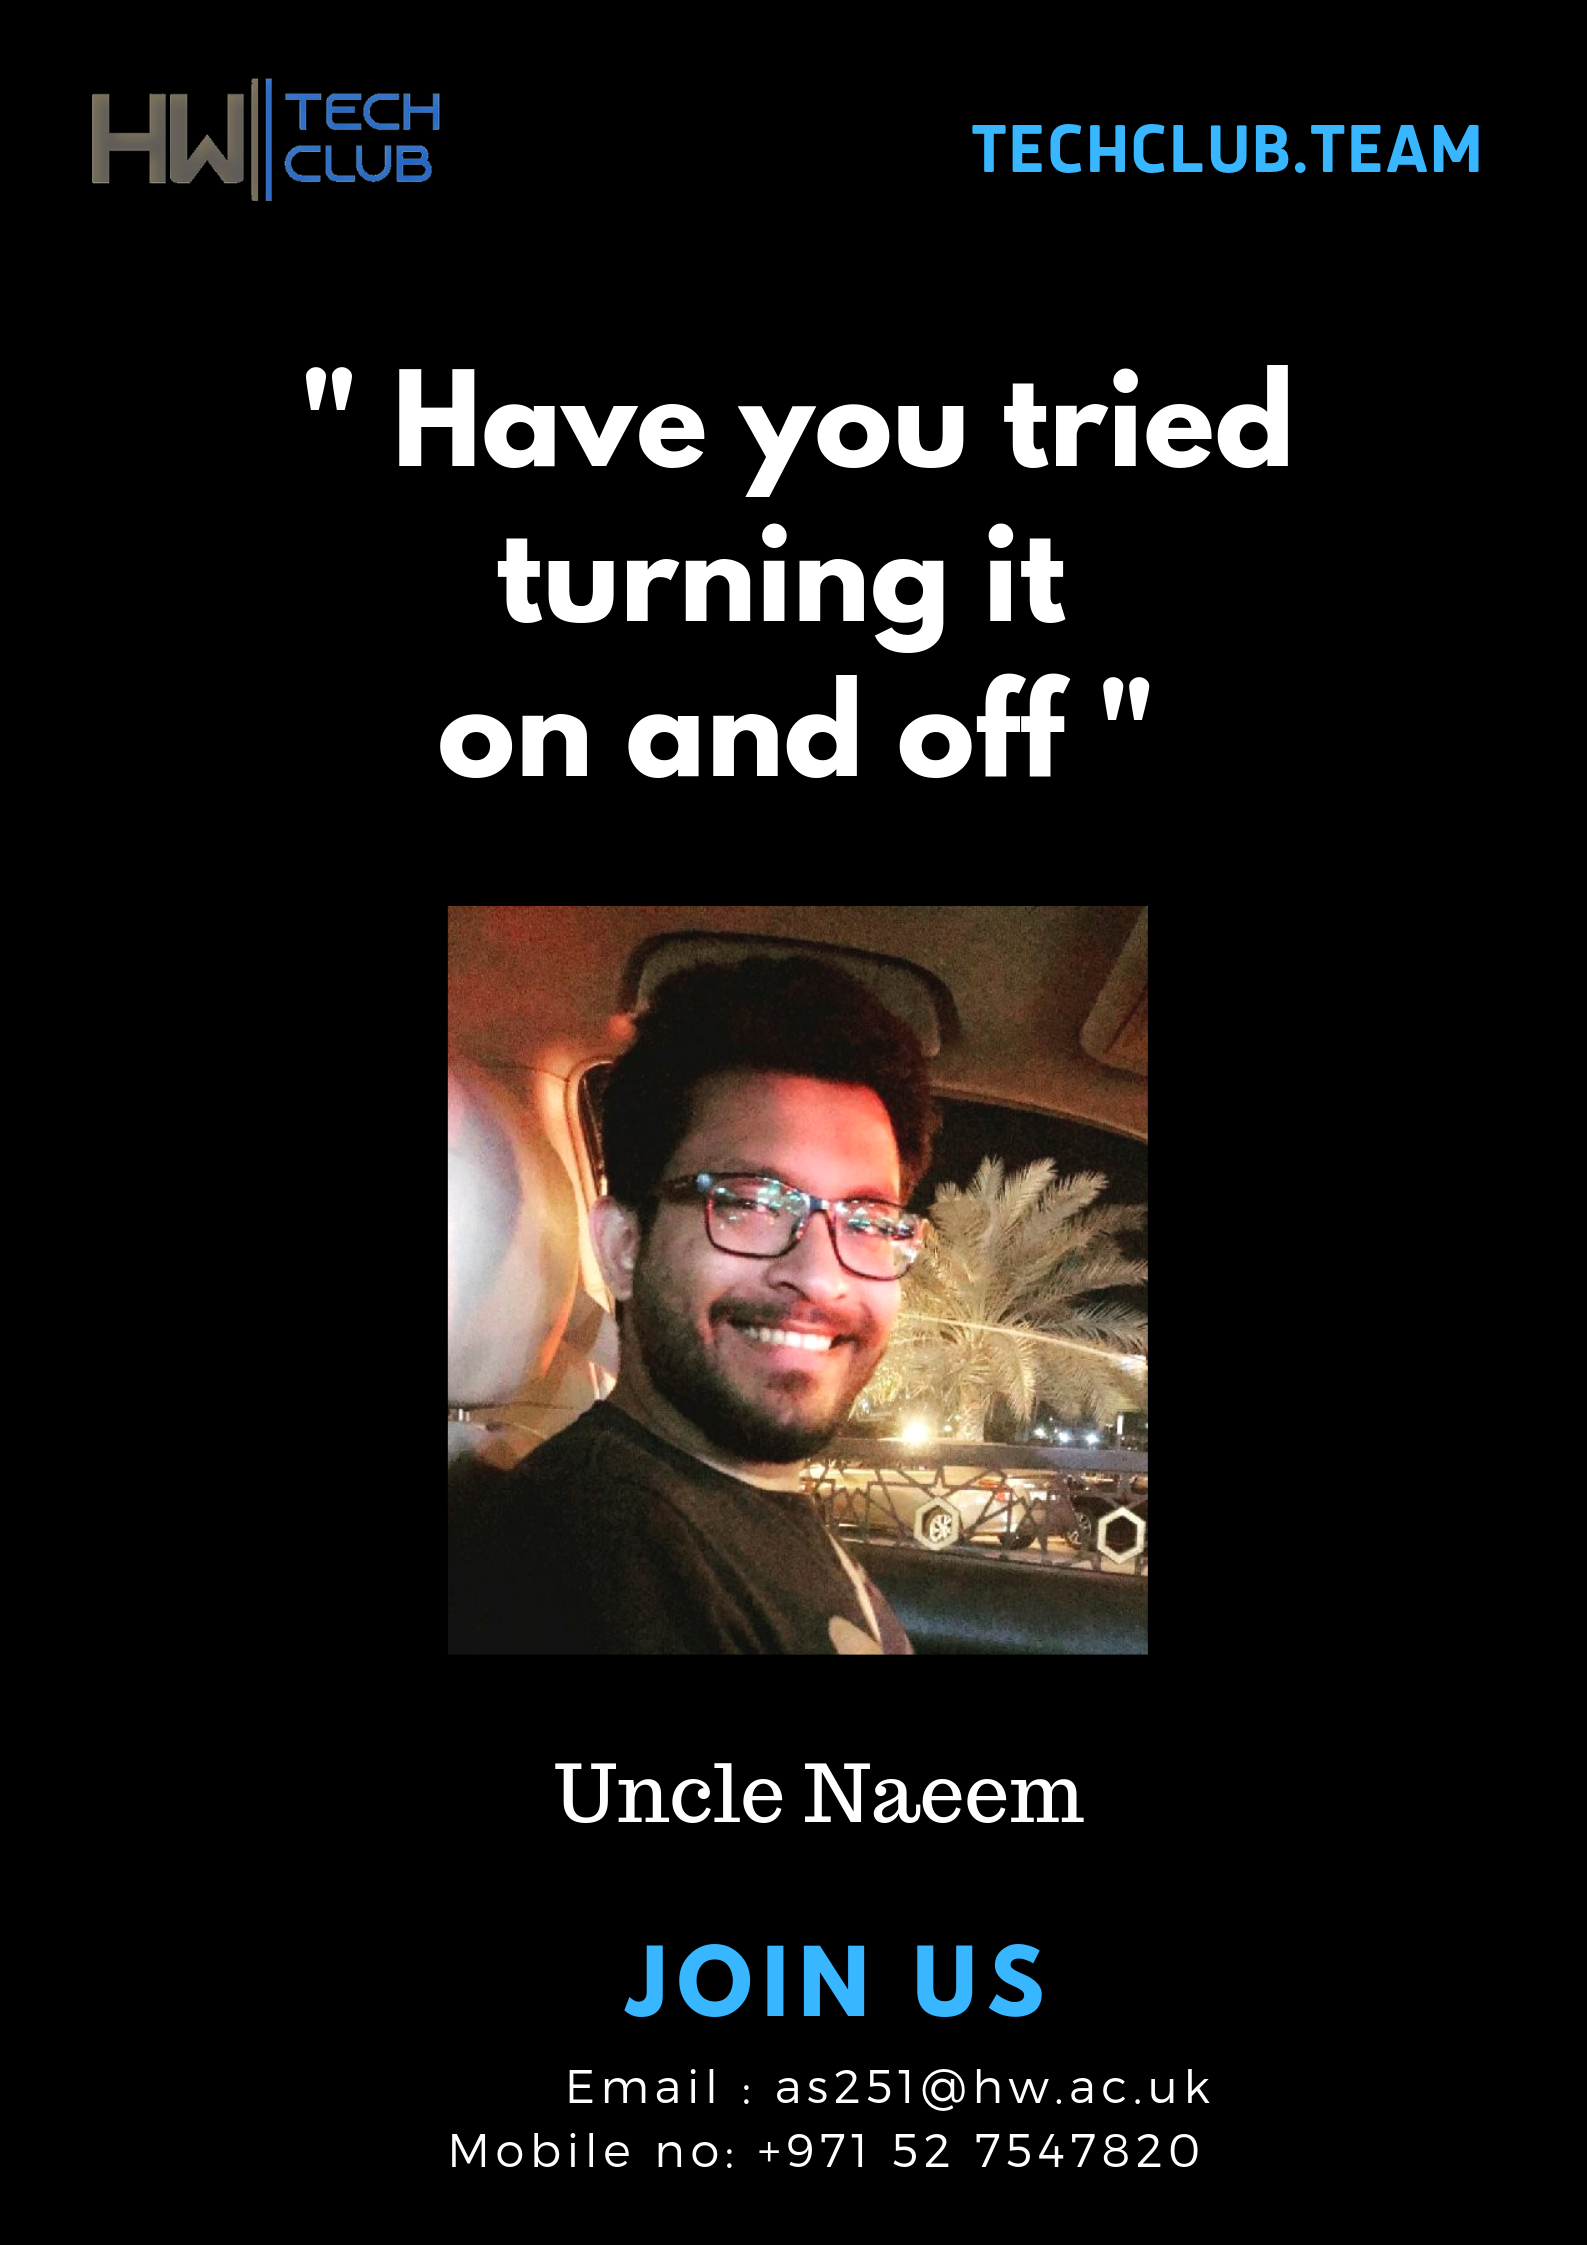 HW TECH
CLUB
TECHCLUB.TEAM
" Have you tried
turning it
on and off "
Uncle Naeem
JOIN US
Email : as251@hw.ac.uk
Mobile no: +971 52 7547820